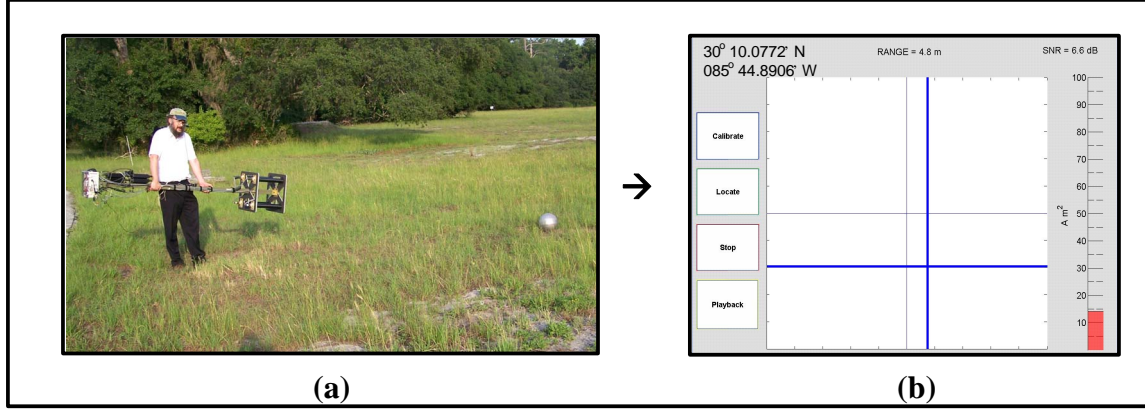 30° 10.0772' N
RANGE = 4.8 m
SNR = 6.6 dB
085° 44.8906' W
100
90
80
70
60
50
40
30
20
10
A m²
Calibrate
Locate
Stop
Playback
→
(a)
(b)